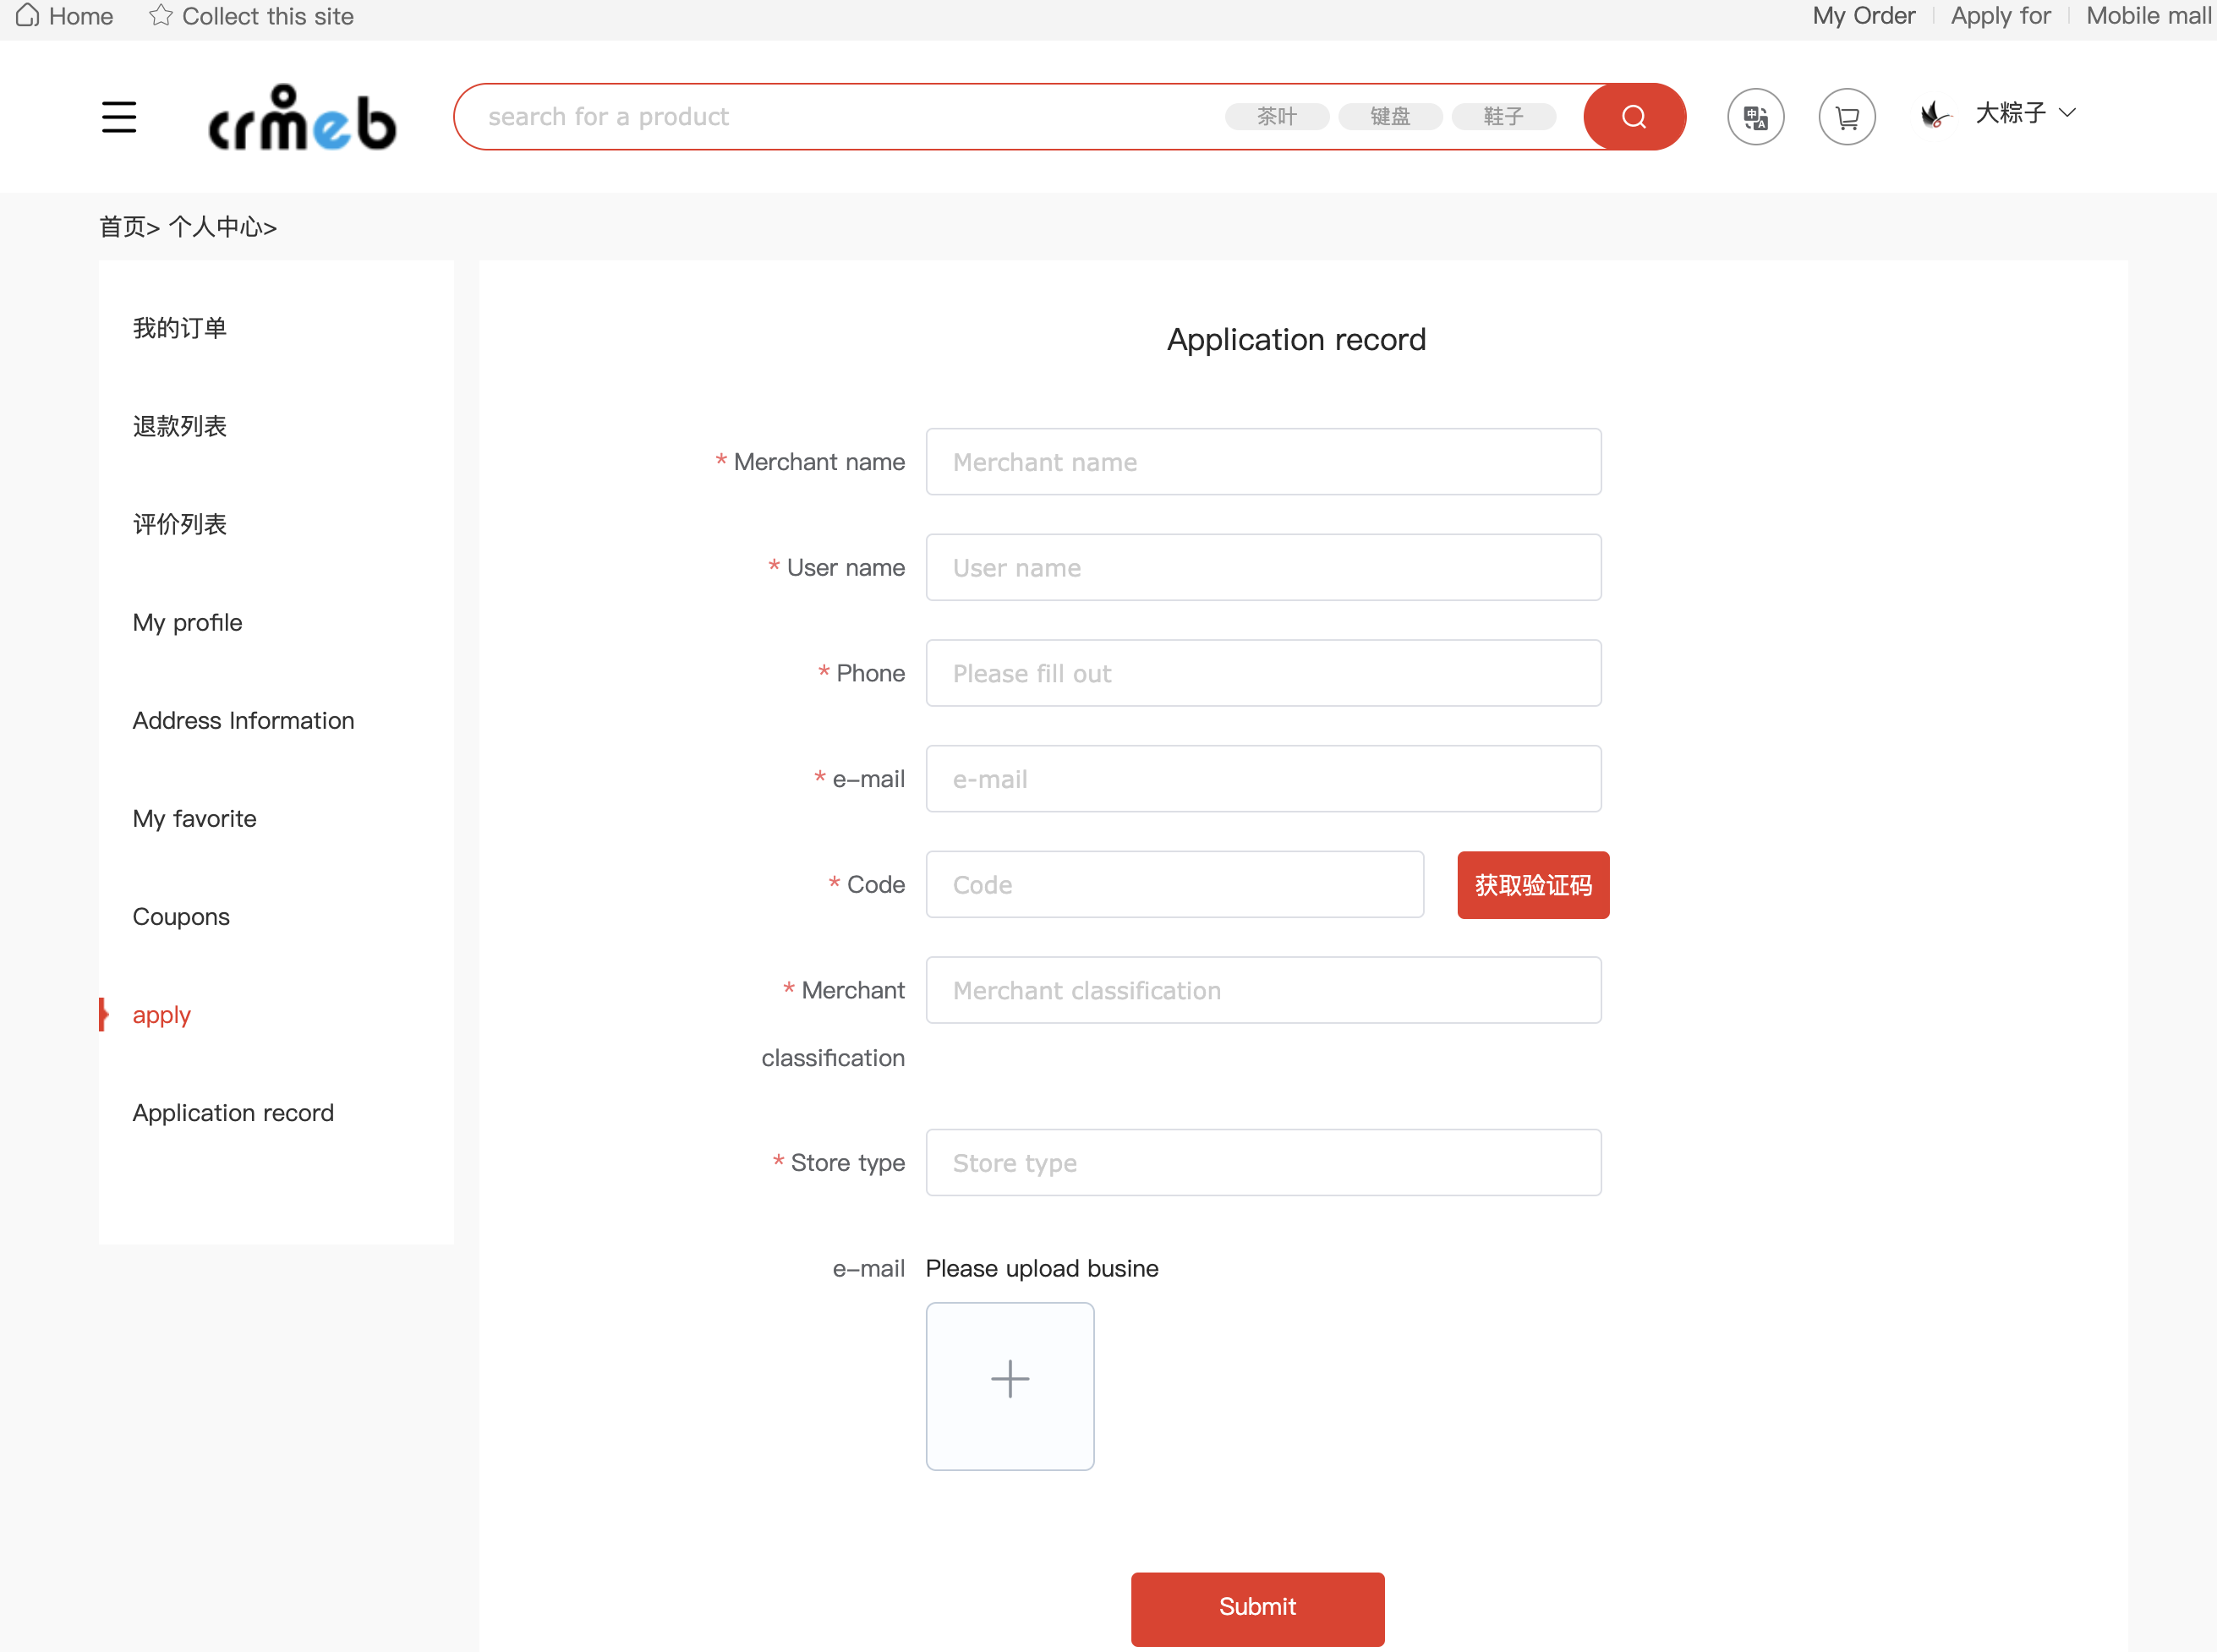 Home Collect this site My Order Apply for Mobile mall
crmeb search for a product 茶叶 键盘 鞋子 中 A 大粽子
首页> 个人中心>
我的订单
退款列表
评价列表
My profile
Address Information
My favorite
Coupons
apply
Application record
Application record
* Merchant name Merchant name
* User name User name
* Phone Please fill out
* e-mail e-mail
* Code Code 获取验证码
* Merchant Merchant classification
classification
* Store type Store type
e-mail Please upload busine
Submit